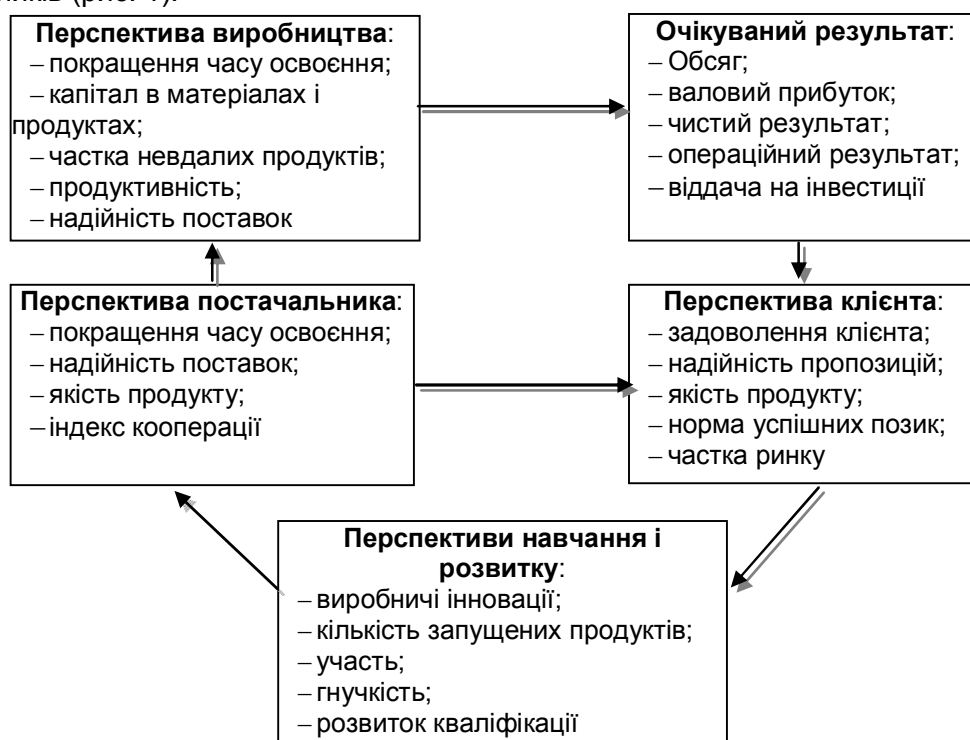 Перспектива виробництва:
– покращення часу освоєння;
– капітал в матеріалах і
продуктах;
– частка невдалих продуктів;
– продуктивність;
– надійність поставок
Очікуваний результат:
– Обсяг;
– валовий прибуток;
– чистий результат;
– операційний результат;
– віддача на інвестиції
Перспектива постачальника:
– покращення часу освоєння;
– надійність поставок;
– якість продукту;
– індекс кооперації
Перспектива клієнта:
– задоволення клієнта;
– надійність пропозицій;
– якість продукту;
– норма успішних позик;
– частка ринку
Перспективи навчання і
розвитку:
– виробничі інновації;
– кількість запущених продуктів;
– участь;
– гнучкість;
– розвиток кваліфікації